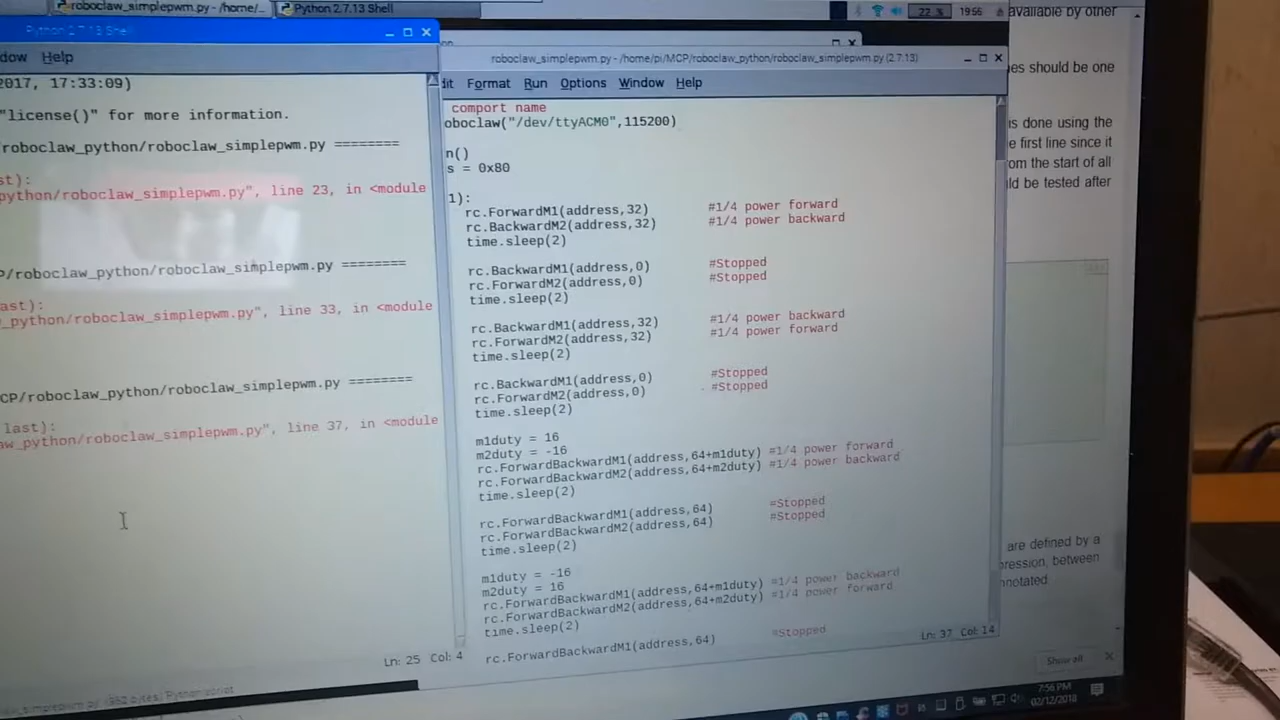 roboclaw_simplepwm.py - /home/...
Python 2.7.13 Shell
22 %
19:56
available by other
Python 2.7.13 Shell
dow Help
2017, 17:33:09)
"license()" for more information.
roboclaw_python/roboclaw_simplepwm.py ========
st):
python/roboclaw_simplepwm.py", line 23, in <module
P/roboclaw_python/roboclaw_simplepwm.py ========
ast):
_python/roboclaw_simplepwm.py", line 33, in <module
CP/roboclaw_python/roboclaw_simplepwm.py ========
last):
aw_python/roboclaw_simplepwm.py", line 37, in <module
Ln: 25 Col: 4
roboclaw_simplepwm.py - /home/pi/MCP/roboclaw_python/roboclaw_simplepwm.py (2.7.13)
dit Format Run Options Window Help
comport name
oboclaw("/dev/ttyACM0",115200)
n()
s = 0x80
1):
rc.ForwardM1(address,32) #1/4 power forward
rc.BackwardM2(address,32) #1/4 power backward
time.sleep(2)
rc.BackwardM1(address,0) #Stopped
rc.ForwardM2(address,0) #Stopped
time.sleep(2)
rc.BackwardM1(address,32) #1/4 power backward
rc.ForwardM2(address,32) #1/4 power forward
time.sleep(2)
rc.BackwardM1(address,0) #Stopped
rc.ForwardM2(address,0) #Stopped
time.sleep(2)
m1duty = 16
m2duty = -16
rc.ForwardBackwardM1(address,64+m1duty) #1/4 power forward
rc.ForwardBackwardM2(address,64+m2duty) #1/4 power backward
time.sleep(2)
rc.ForwardBackwardM1(address,64) #Stopped
rc.ForwardBackwardM2(address,64) #Stopped
time.sleep(2)
m1duty = -16
m2duty = 16
rc.ForwardBackwardM1(address,64+m1duty) #1/4 power backward
rc.ForwardBackwardM2(address,64+m2duty) #1/4 power forward
time.sleep(2)
rc.ForwardBackwardM1(address,64) #Stopped
Ln: 37 Col: 14
es should be one
is done using the
e first line since it
om the start of all
ld be tested after
are defined by a
ression, between
nnotated.
Show all
7:56 PM
02/12/2018